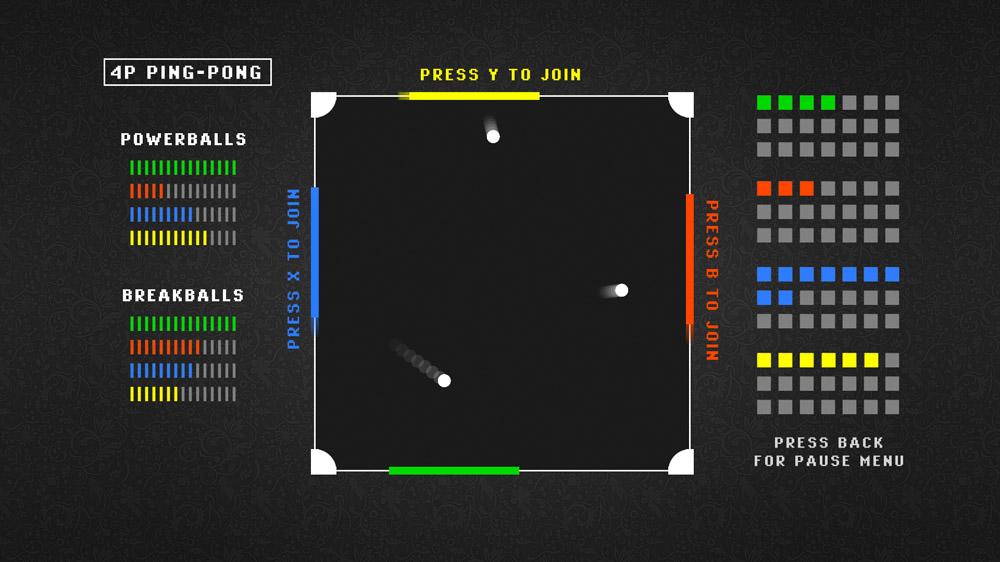 4P PING-PONG
POWERBALLS
BREAKBALLS
PRESS Y TO JOIN
PRESS X TO JOIN
PRESS B TO JOIN
PRESS BACK
FOR PAUSE MENU